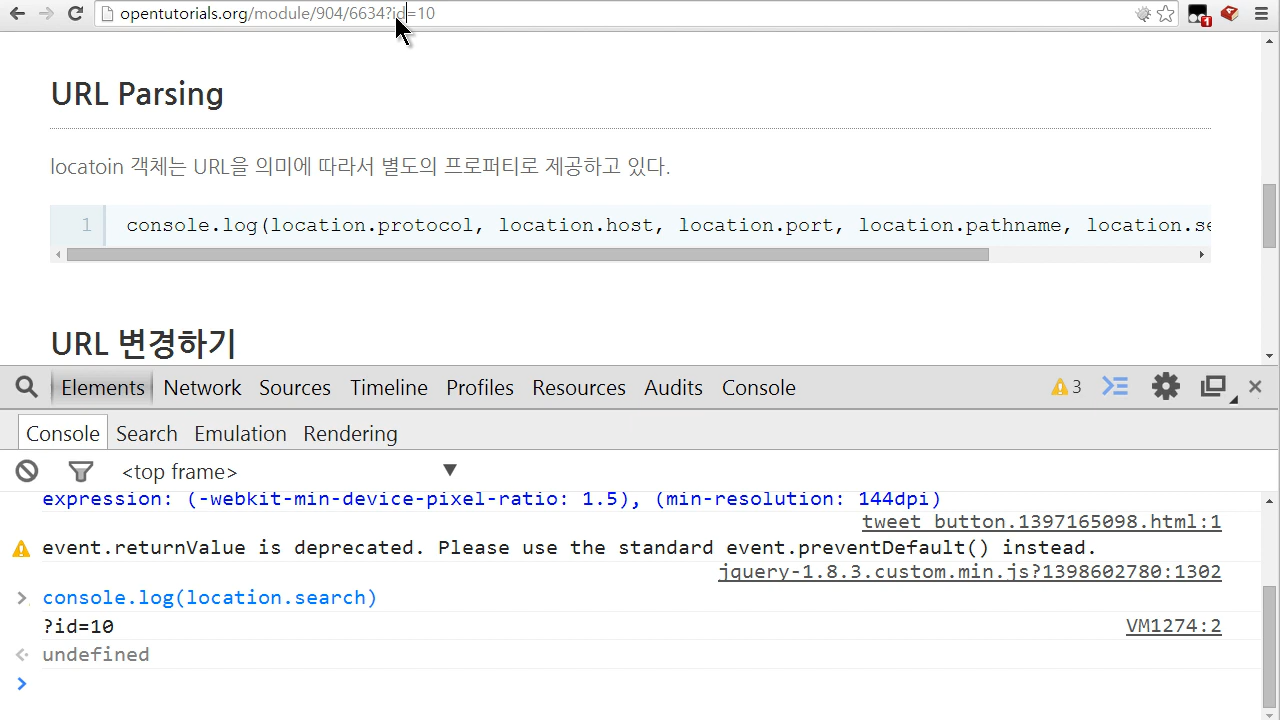 opentutorials.org/module/904/6634?id=10
1
URL Parsing
locatoin 객체는 URL을 의미에 따라서 별도의 프로퍼티로 제공하고 있다.
1 console.log(location.protocol, location.host, location.port, location.pathname, location.se
URL 변경하기
Elements Network Sources Timeline Profiles Resources Audits Console 3
Console Search Emulation Rendering
<top frame>
expression: (-webkit-min-device-pixel-ratio: 1.5), (min-resolution: 144dpi)
tweet_button.1397165098.html:1
event.returnValue is deprecated. Please use the standard event.preventDefault() instead.
jquery-1.8.3.custom.min.js?1398602780:1302
console.log(location.search)
?id=10 VM1274:2
undefined